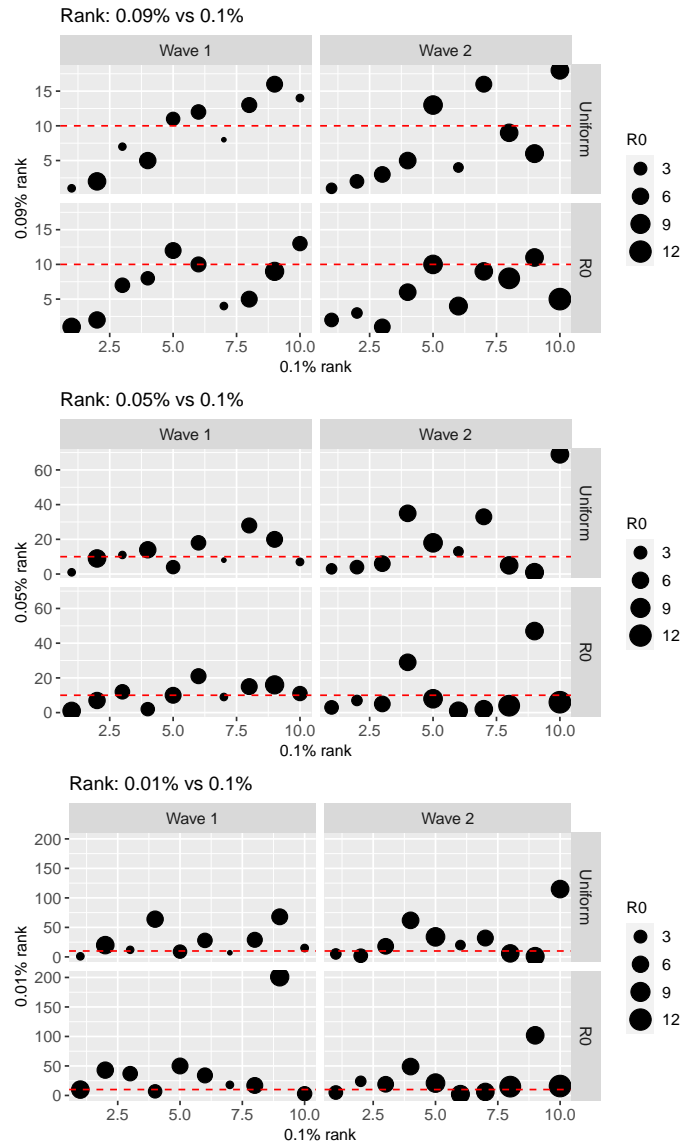 Rank: 0.09% vs 0.1%
Wave 1
Wave 2
15
10
5
Uniform
15
10
5
R0
0.09% rank
2.5 5.0 7.5 10.0
2.5 5.0 7.5 10.0
0.1% rank
R0
3
6
9
12
Rank: 0.05% vs 0.1%
Wave 1
Wave 2
60
40
20
0
Uniform
60
40
20
0
R0
0.05% rank
2.5 5.0 7.5 10.0
2.5 5.0 7.5 10.0
0.1% rank
R0
3
6
9
12
Rank: 0.01% vs 0.1%
Wave 1
Wave 2
200
150
100
50
0
Uniform
200
150
100
50
0
R0
0.01% rank
2.5 5.0 7.5 10.0
2.5 5.0 7.5 10.0
0.1% rank
R0
3
6
9
12